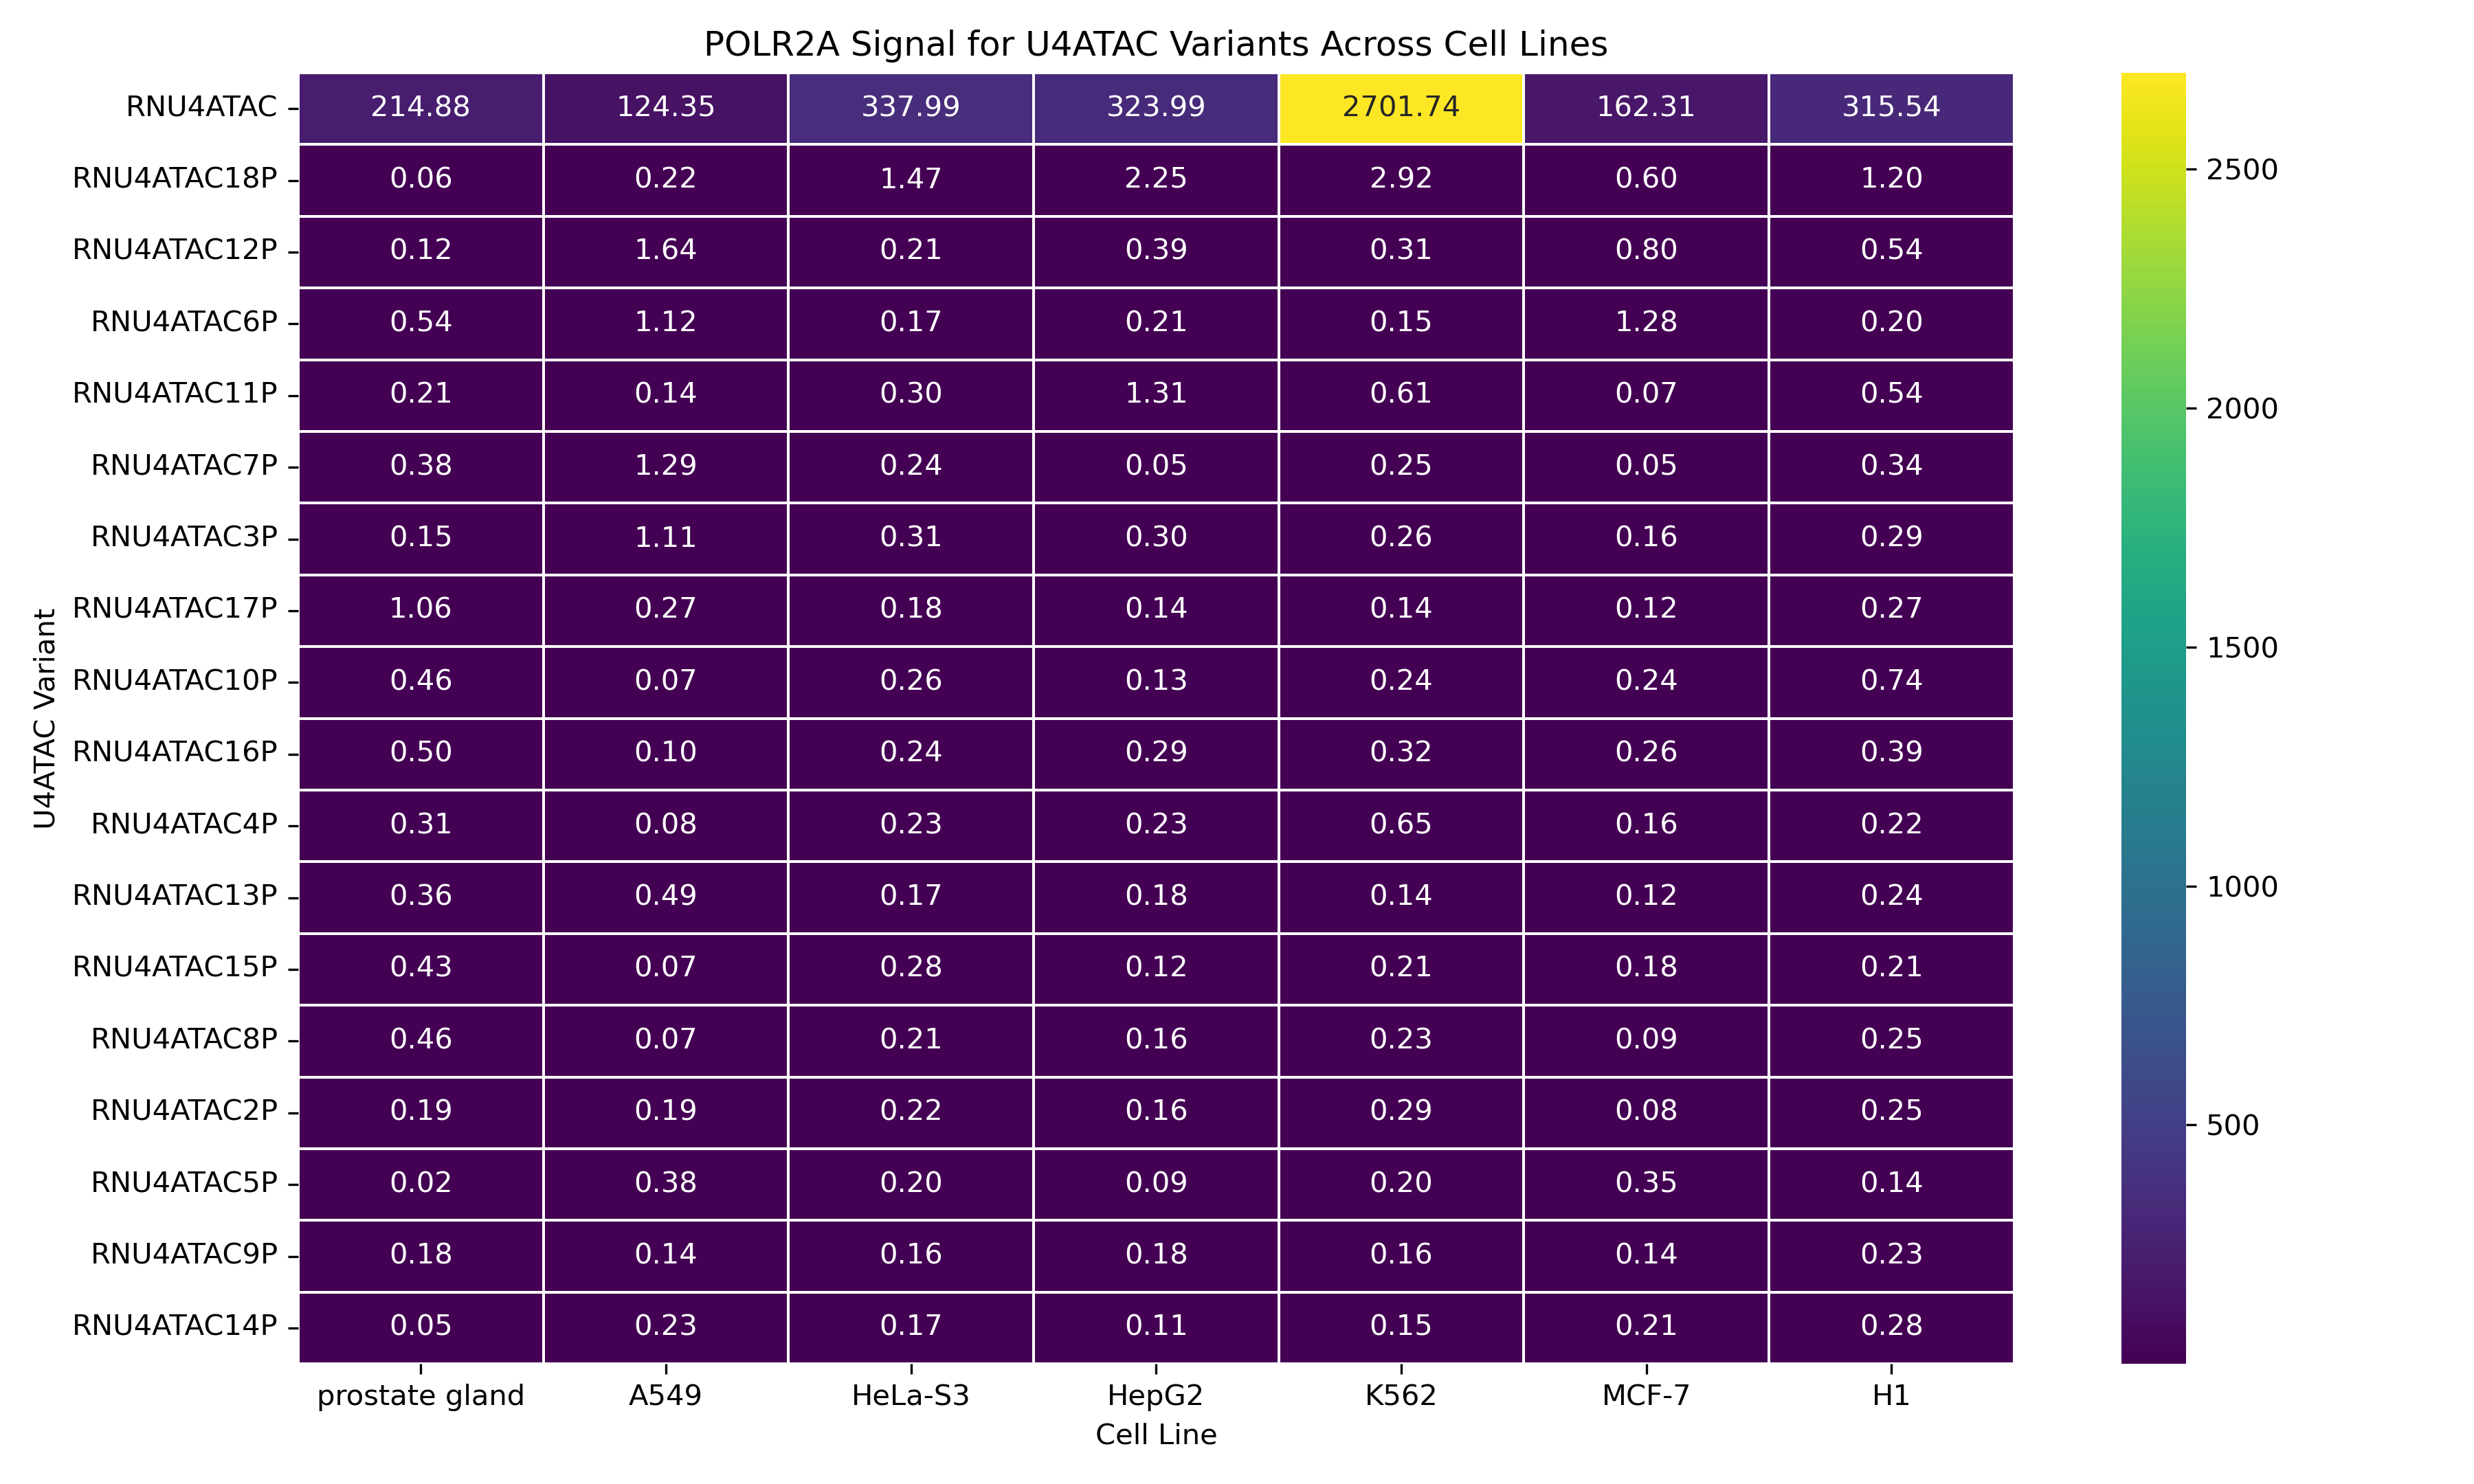 POLR2A Signal for U4ATAC Variants Across Cell Lines
RNU4ATAC 214.88 124.35 337.99 323.99 2701.74 162.31 315.54
RNU4ATAC18P 0.06 0.22 1.47 2.25 2.92 0.60 1.20
RNU4ATAC12P 0.12 1.64 0.21 0.39 0.31 0.80 0.54
RNU4ATAC6P 0.54 1.12 0.17 0.21 0.15 1.28 0.20
RNU4ATAC11P 0.21 0.14 0.30 1.31 0.61 0.07 0.54
RNU4ATAC7P 0.38 1.29 0.24 0.05 0.25 0.05 0.34
RNU4ATAC3P 0.15 1.11 0.31 0.30 0.26 0.16 0.29
RNU4ATAC17P 1.06 0.27 0.18 0.14 0.14 0.12 0.27
RNU4ATAC10P 0.46 0.07 0.26 0.13 0.24 0.24 0.74
RNU4ATAC16P 0.50 0.10 0.24 0.29 0.32 0.26 0.39
RNU4ATAC4P 0.31 0.08 0.23 0.23 0.65 0.16 0.22
RNU4ATAC13P 0.36 0.49 0.17 0.18 0.14 0.12 0.24
RNU4ATAC15P 0.43 0.07 0.28 0.12 0.21 0.18 0.21
RNU4ATAC8P 0.46 0.07 0.21 0.16 0.23 0.09 0.25
RNU4ATAC2P 0.19 0.19 0.22 0.16 0.29 0.08 0.25
RNU4ATAC5P 0.02 0.38 0.20 0.09 0.20 0.35 0.14
RNU4ATAC9P 0.18 0.14 0.16 0.18 0.16 0.14 0.23
RNU4ATAC14P 0.05 0.23 0.17 0.11 0.15 0.21 0.28
prostate gland A549 HeLa-S3 HepG2 K562 MCF-7 H1
Cell Line
U4ATAC Variant
2500
2000
1500
1000
500